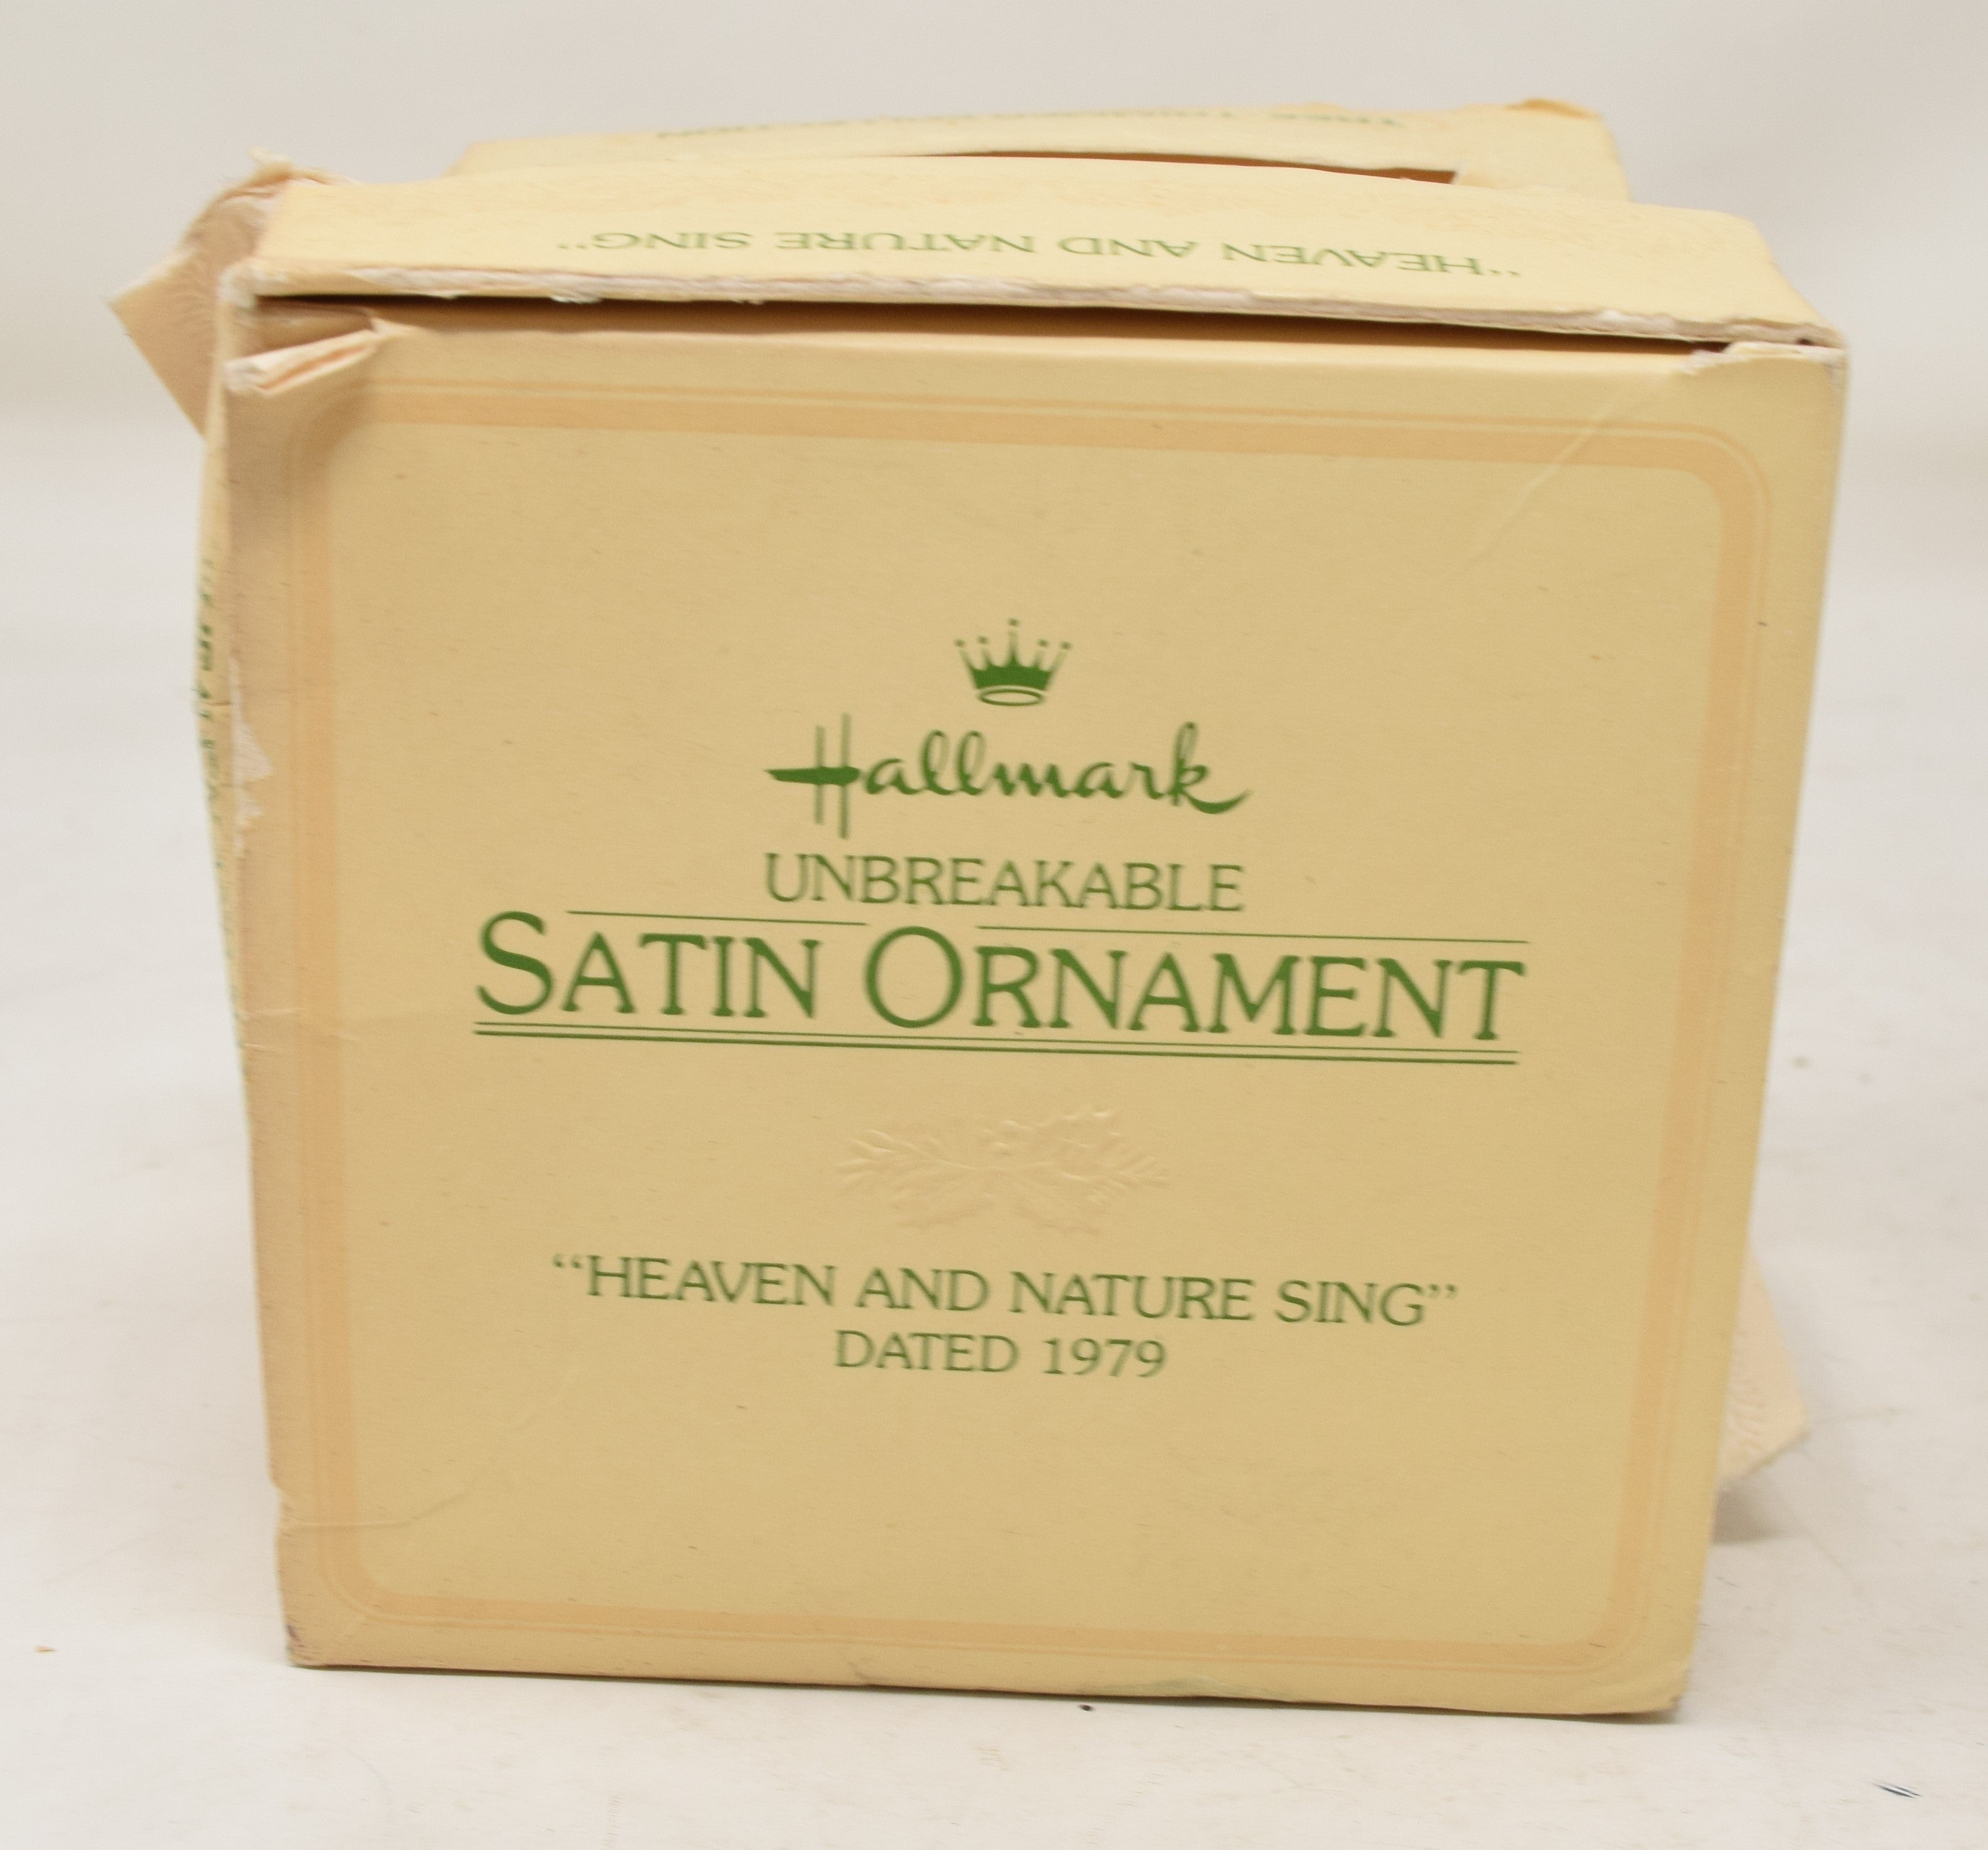 "HEAVEN AND NATURE SING"
Hallmark
UNBREAKABLE
SATIN ORNAMENT
"HEAVEN AND NATURE SING"
DATED 1979